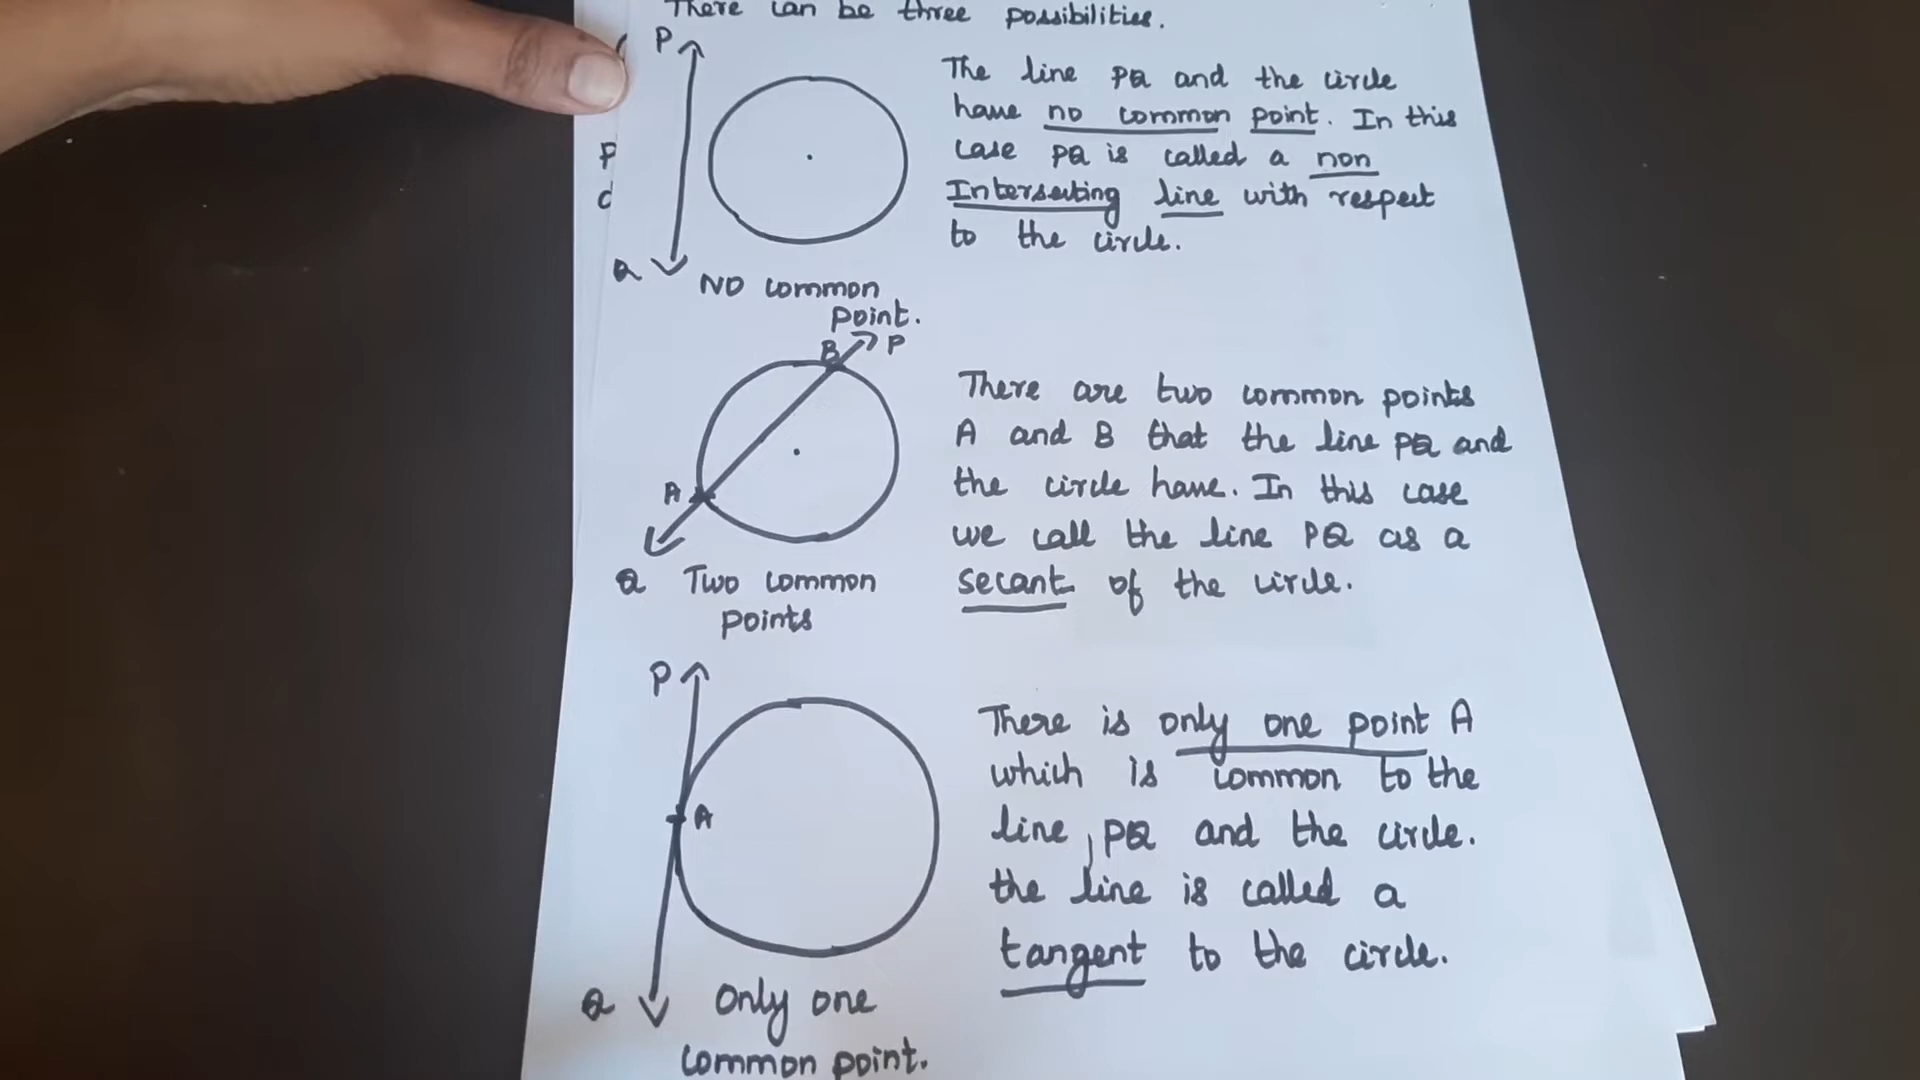 There can be three possibilities.
P
The line PQ and the circle
have no common point. In this
case PQ is called a non
Intersecting line with respect
to the circle.
Q
NO common
point.
P
d
B
P
A
Q
Two common
points
There are two common points
A and B that the line PQ and
the circle have. In this case
we call the line PQ as a
secant of the circle.
P
A
Q
Only one
common point.
There is only one point A
which is common to the
line, PQ and the circle.
the line is called a
tangent to the circle.